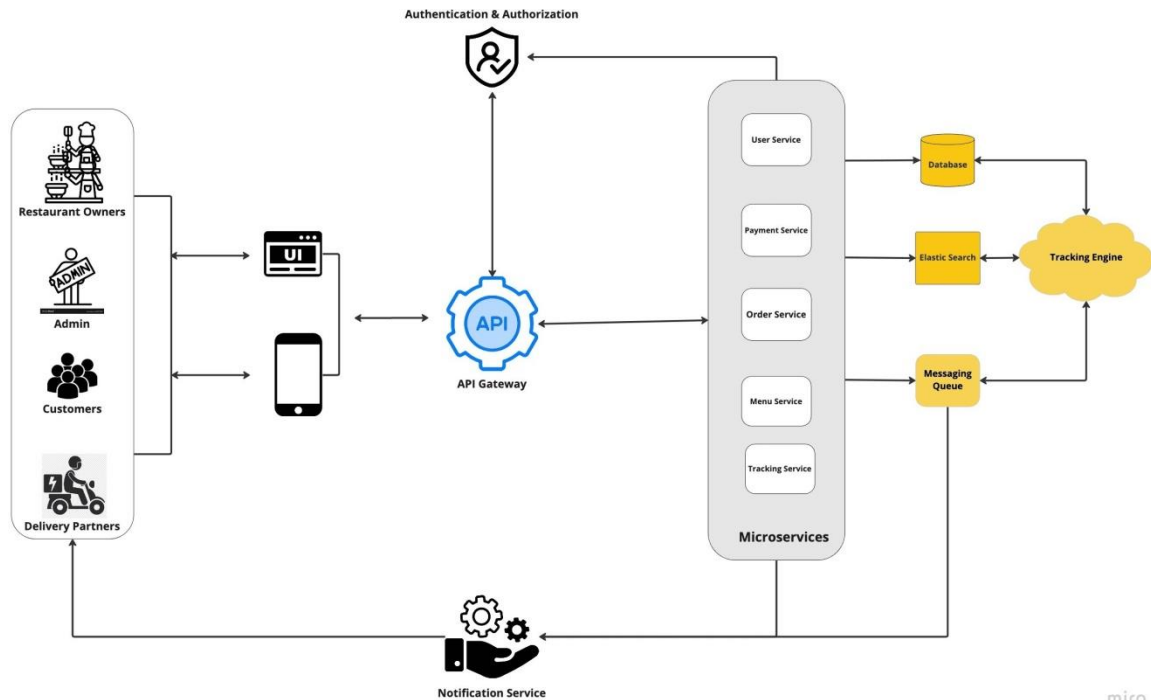 Authentication & Authorization
Restaurant Owners
ADMIN
Admin
Customers
Delivery Partners
UI
API
API Gateway
User Service
Payment Service
Order Service
Menu Service
Tracking Service
Microservices
Database
Elastic Search
Tracking Engine
Messaging
Queue
Notification Service
miro